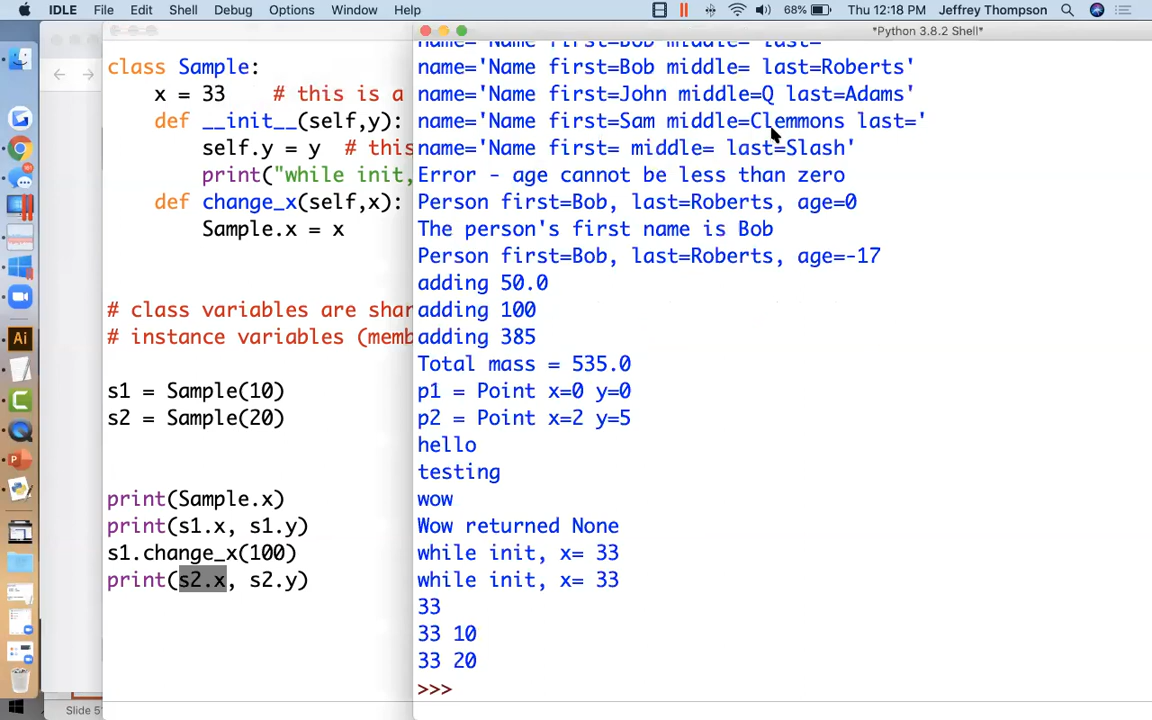 IDLE File Edit Shell Debug Options Window Help 68% Thu 12:18 PM Jeffrey Thompson
*Python 3.8.2 Shell*
class Sample:
x = 33 # this is a
def __init__(self,y):
self.y = y # this
print("while init,
def change_x(self,x):
Sample.x = x
# class variables are shar
# instance variables (memb
s1 = Sample(10)
s2 = Sample(20)
print(Sample.x)
print(s1.x, s1.y)
s1.change_x(100)
print(s2.x, s2.y)
name='Name first=Bob middle= last='
name='Name first=Bob middle= last=Roberts'
name='Name first=John middle=Q last=Adams'
name='Name first=Sam middle=Clemmons last='
name='Name first= middle= last=Slash'
Error - age cannot be less than zero
Person first=Bob, last=Roberts, age=0
The person's first name is Bob
Person first=Bob, last=Roberts, age=-17
adding 50.0
adding 100
adding 385
Total mass = 535.0
p1 = Point x=0 y=0
p2 = Point x=2 y=5
hello
testing
wow
Wow returned None
while init, x= 33
while init, x= 33
33
33 10
33 20
>>>
Ai
Slide 5